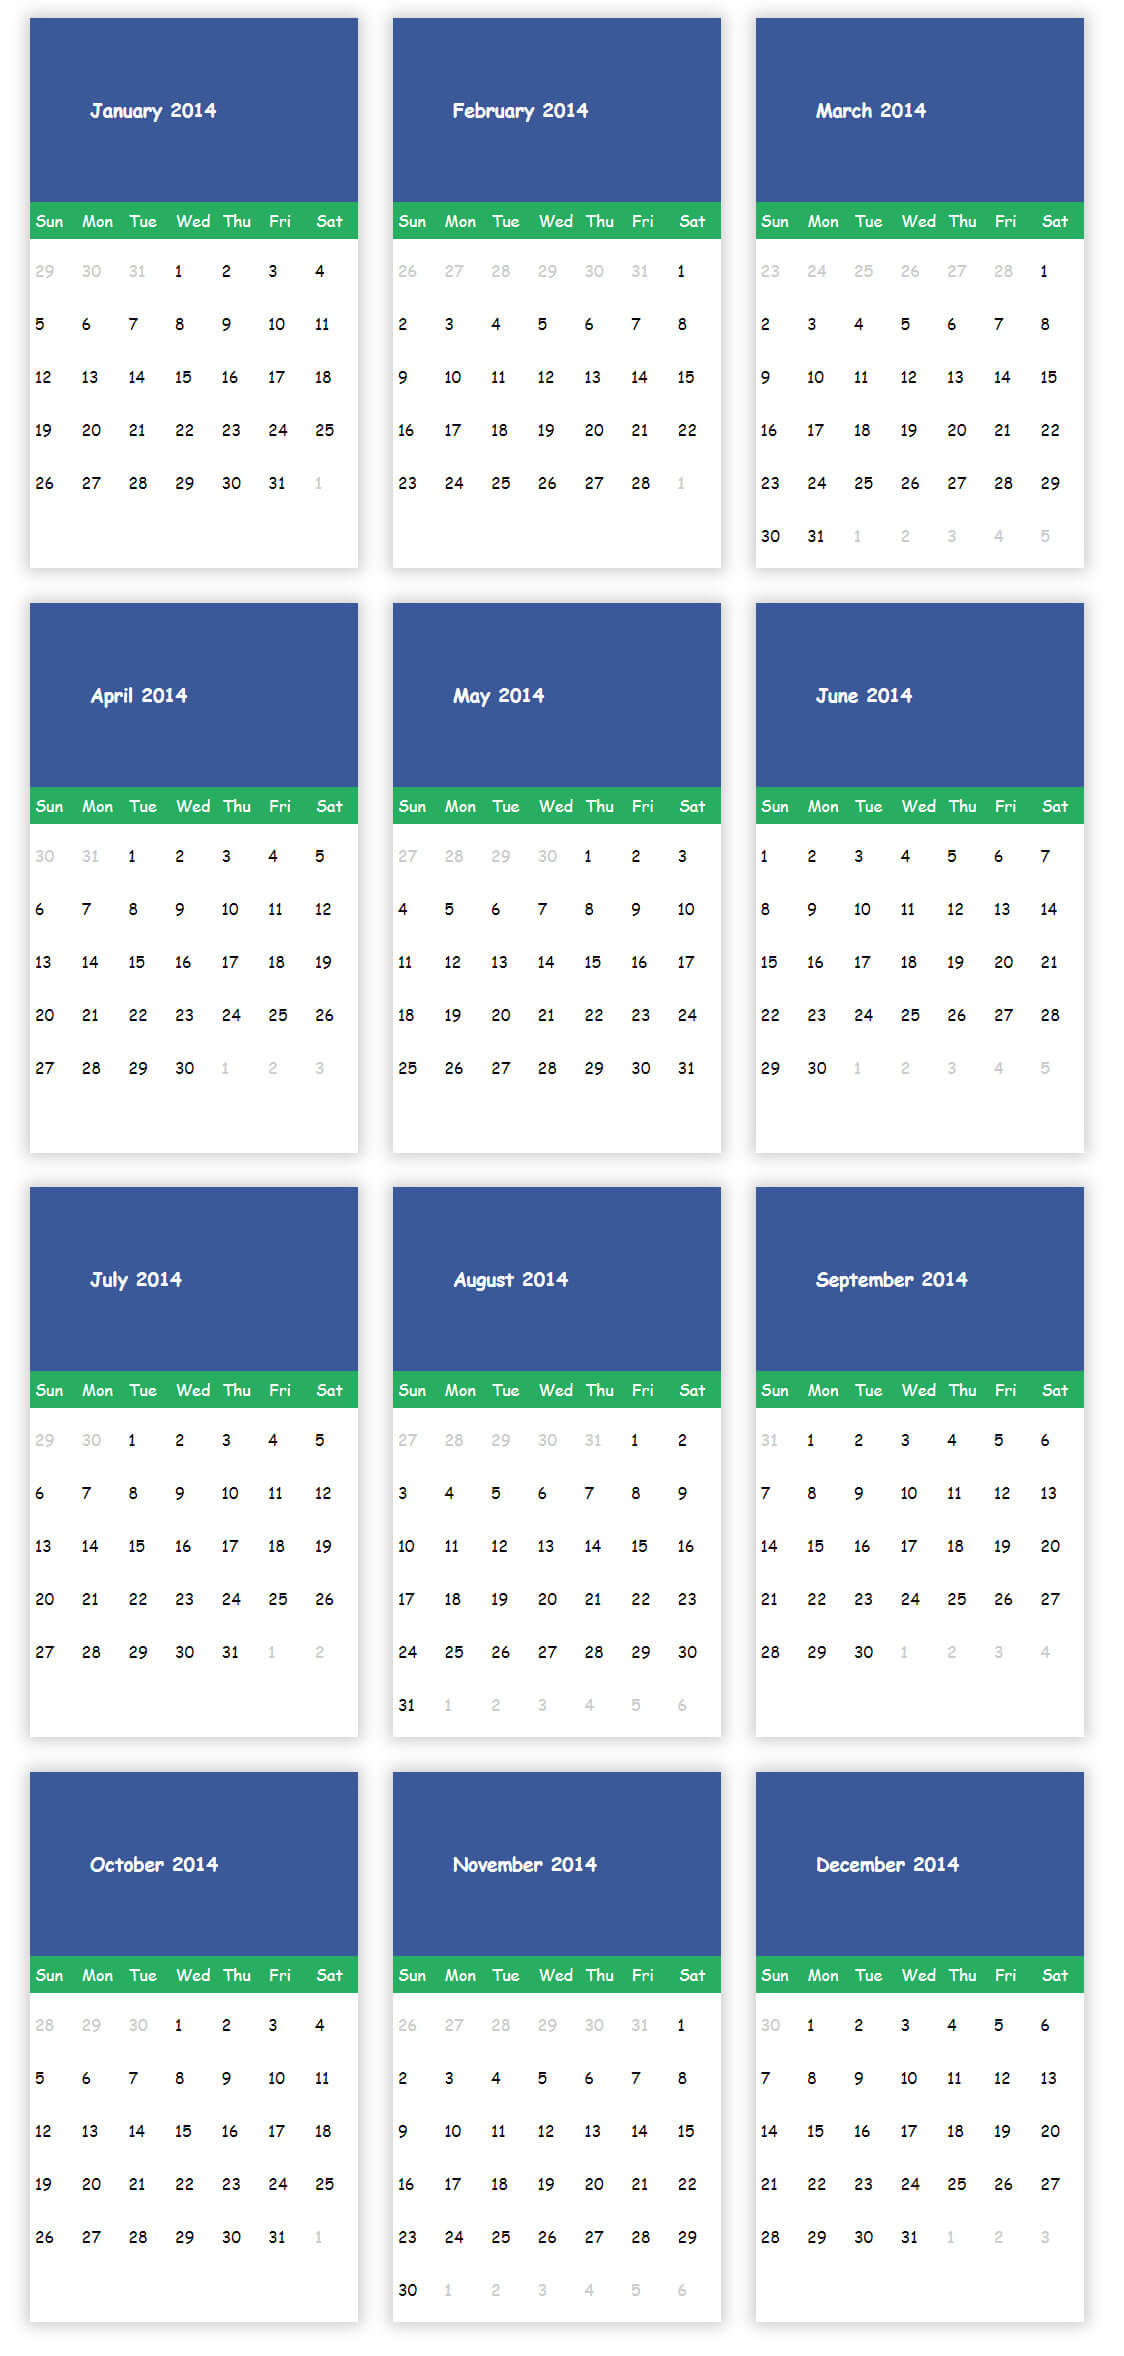 January 2014
Sun Mon Tue Wed Thu Fri Sat
29 30 31 1 2 3 4
5 6 7 8 9 10 11
12 13 14 15 16 17 18
19 20 21 22 23 24 25
26 27 28 29 30 31 1
February 2014
Sun Mon Tue Wed Thu Fri Sat
26 27 28 29 30 31 1
2 3 4 5 6 7 8
9 10 11 12 13 14 15
16 17 18 19 20 21 22
23 24 25 26 27 28 1
March 2014
Sun Mon Tue Wed Thu Fri Sat
23 24 25 26 27 28 1
2 3 4 5 6 7 8
9 10 11 12 13 14 15
16 17 18 19 20 21 22
23 24 25 26 27 28 29
30 31 1 2 3 4 5
April 2014
Sun Mon Tue Wed Thu Fri Sat
30 31 1 2 3 4 5
6 7 8 9 10 11 12
13 14 15 16 17 18 19
20 21 22 23 24 25 26
27 28 29 30 1 2 3
May 2014
Sun Mon Tue Wed Thu Fri Sat
27 28 29 30 1 2 3
4 5 6 7 8 9 10
11 12 13 14 15 16 17
18 19 20 21 22 23 24
25 26 27 28 29 30 31
June 2014
Sun Mon Tue Wed Thu Fri Sat
1 2 3 4 5 6 7
8 9 10 11 12 13 14
15 16 17 18 19 20 21
22 23 24 25 26 27 28
29 30 1 2 3 4 5
July 2014
Sun Mon Tue Wed Thu Fri Sat
29 30 1 2 3 4 5
6 7 8 9 10 11 12
13 14 15 16 17 18 19
20 21 22 23 24 25 26
27 28 29 30 31 1 2
August 2014
Sun Mon Tue Wed Thu Fri Sat
27 28 29 30 31 1 2
3 4 5 6 7 8 9
10 11 12 13 14 15 16
17 18 19 20 21 22 23
24 25 26 27 28 29 30
31 1 2 3 4 5 6
September 2014
Sun Mon Tue Wed Thu Fri Sat
31 1 2 3 4 5 6
7 8 9 10 11 12 13
14 15 16 17 18 19 20
21 22 23 24 25 26 27
28 29 30 1 2 3 4
October 2014
Sun Mon Tue Wed Thu Fri Sat
28 29 30 1 2 3 4
5 6 7 8 9 10 11
12 13 14 15 16 17 18
19 20 21 22 23 24 25
26 27 28 29 30 31 1
November 2014
Sun Mon Tue Wed Thu Fri Sat
26 27 28 29 30 31 1
2 3 4 5 6 7 8
9 10 11 12 13 14 15
16 17 18 19 20 21 22
23 24 25 26 27 28 29
30 1 2 3 4 5 6
December 2014
Sun Mon Tue Wed Thu Fri Sat
30 1 2 3 4 5 6
7 8 9 10 11 12 13
14 15 16 17 18 19 20
21 22 23 24 25 26 27
28 29 30 31 1 2 3